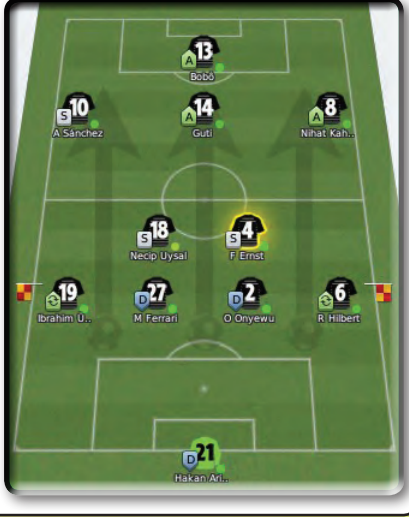 A 13
Bobô
S 10 A 14 A 8
A Sánchez Guti Nihat Kah..
S 18 S 4
Necip Uysal F Ernst
19 D 27 D 2 6
Ibrahim Ü.. M Ferrari O Onyewu R Hilbert
D 21
Hakan Ari..